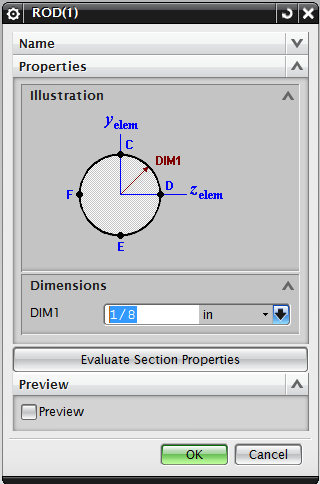 ROD(1)
Name
Properties
Illustration
y elem
C
DIM1
F
D
z elem
E
Dimensions
DIM1 1/8 in
Evaluate Section Properties
Preview
Preview
OK Cancel